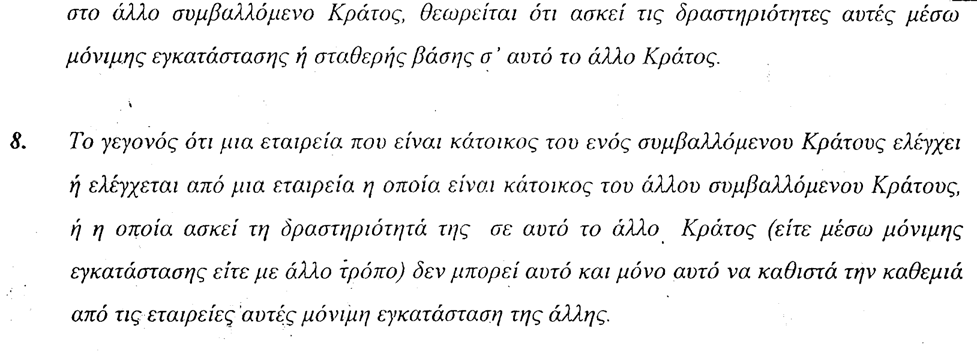 στο άλλο συμβαλλόμενο Κράτος, θεωρείται ότι ασκεί τις δραστηριότητες αυτές μέσω
μόνιμης εγκατάστασης ή σταθερής βάσης σ' αυτό το άλλο Κράτος.
8. Το γεγονός ότι μια εταιρεία που είναι κάτοικος του ενός συμβαλλόμενου Κράτους ελέγχει
ή ελέγχεται από μια εταιρεία η οποία είναι κάτοικος του άλλου συμβαλλόμενου Κράτους,
ή η οποία ασκεί τη δραστηριότητά της σε αυτό το άλλο Κράτος (είτε μέσω μόνιμης
εγκατάστασης είτε με άλλο τρόπο) δεν μπορεί αυτό και μόνο αυτό να καθιστά την καθεμιά
από τις εταιρείες αυτές μόνιμη εγκατάσταση της άλλης.